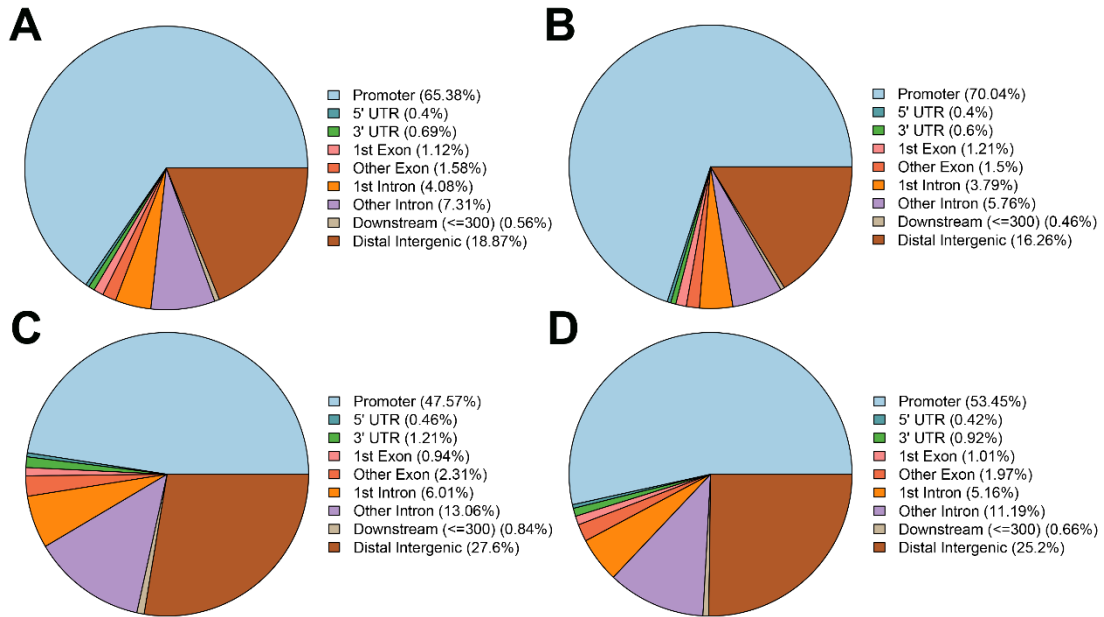 A
Promoter (65.38%)
5' UTR (0.4%)
3' UTR (0.69%)
1st Exon (1.12%)
Other Exon (1.58%)
1st Intron (4.08%)
Other Intron (7.31%)
Downstream (<=300) (0.56%)
Distal Intergenic (18.87%)
B
Promoter (70.04%)
5' UTR (0.4%)
3' UTR (0.6%)
1st Exon (1.21%)
Other Exon (1.5%)
1st Intron (3.79%)
Other Intron (5.76%)
Downstream (<=300) (0.46%)
Distal Intergenic (16.26%)
C
Promoter (47.57%)
5' UTR (0.46%)
3' UTR (1.21%)
1st Exon (0.94%)
Other Exon (2.31%)
1st Intron (6.01%)
Other Intron (13.06%)
Downstream (<=300) (0.84%)
Distal Intergenic (27.6%)
D
Promoter (53.45%)
5' UTR (0.42%)
3' UTR (0.92%)
1st Exon (1.01%)
Other Exon (1.97%)
1st Intron (5.16%)
Other Intron (11.19%)
Downstream (<=300) (0.66%)
Distal Intergenic (25.2%)